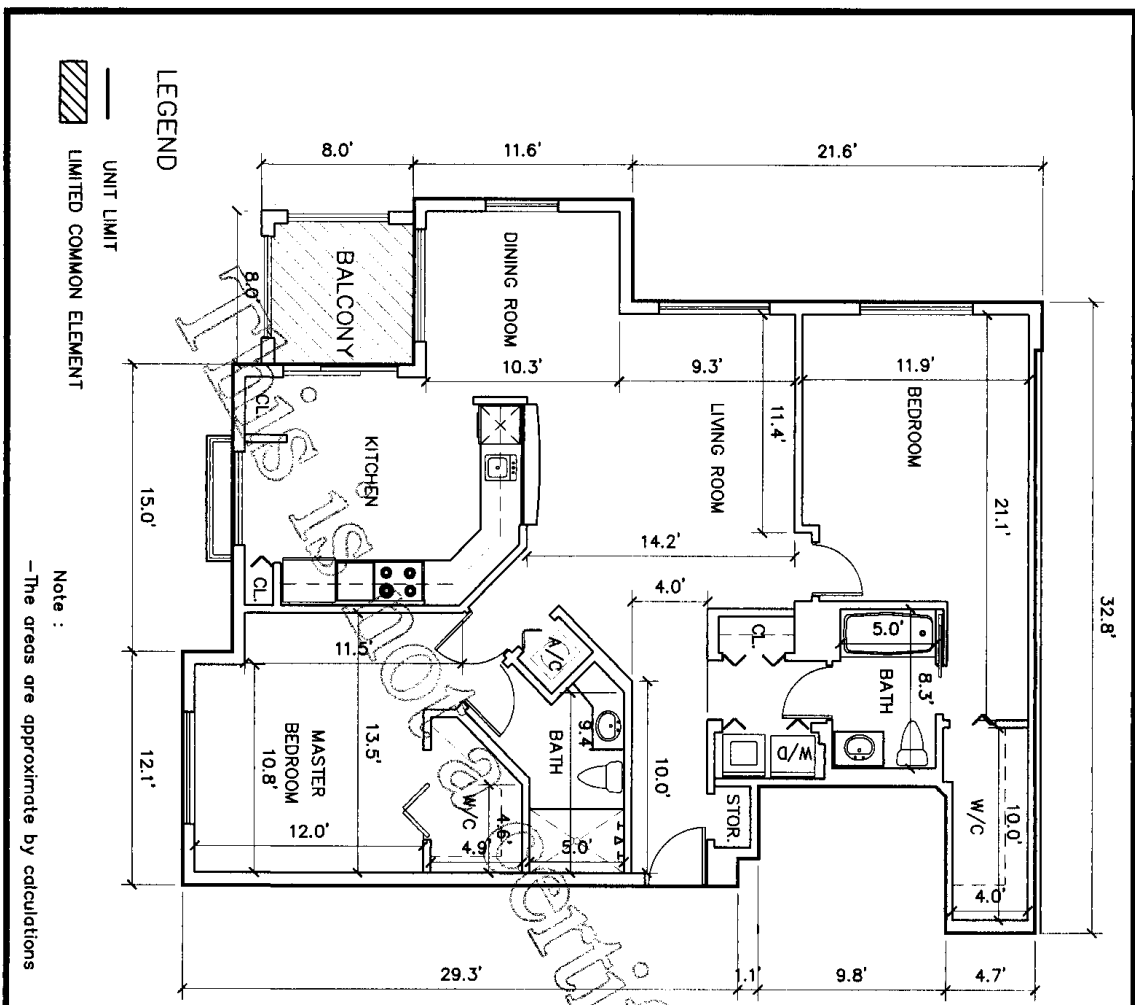 8.0'
11.6'
21.6'
LEGEND
UNIT LIMIT
LIMITED COMMON ELEMENT
BALCONY
8.0'
DINING ROOM
10.3'
9.3'
LIVING ROOM
11.4'
11.9'
BEDROOM
21.1'
32.8'
CL.
KITCHEN
CL.
15.0'
14.2'
4.0'
CL.
5.0'
8.3'
BATH
A/C
11.5'
MASTER
BEDROOM
10.8'
13.5'
12.0'
12.1'
9.4'
BATH
10.0'
W/D
STOR.
W/C
4.6'
4.9'
5.0'
W/C
10.0'
4.0'
29.3'
1.1'
9.8'
4.7'
Note :
-The areas are approximate by calculations
This is not a